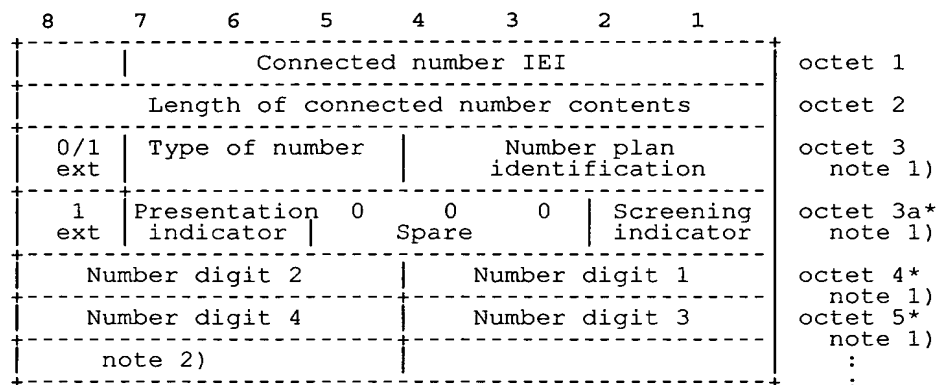 8 7 6 5 4 3 2 1
Connected number IEI octet 1
Length of connected number contents octet 2
0/1 Type of number Number plan octet 3
ext identification note 1)
1 Presentation 0 0 0 Screening octet 3a*
ext indicator Spare indicator note 1)
Number digit 2 Number digit 1 octet 4*
note 1)
Number digit 4 Number digit 3 octet 5*
note 1)
note 2) :